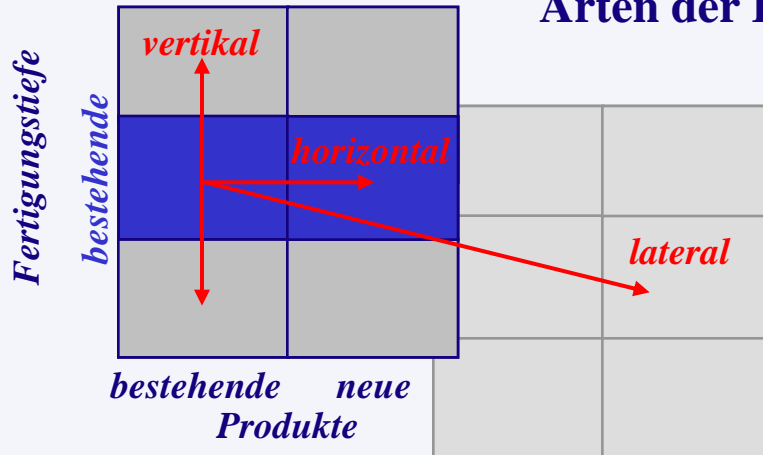 Arten der
vertikal
horizontal
lateral
Fertigungstiefe
bestehende
bestehende neue
Produkte